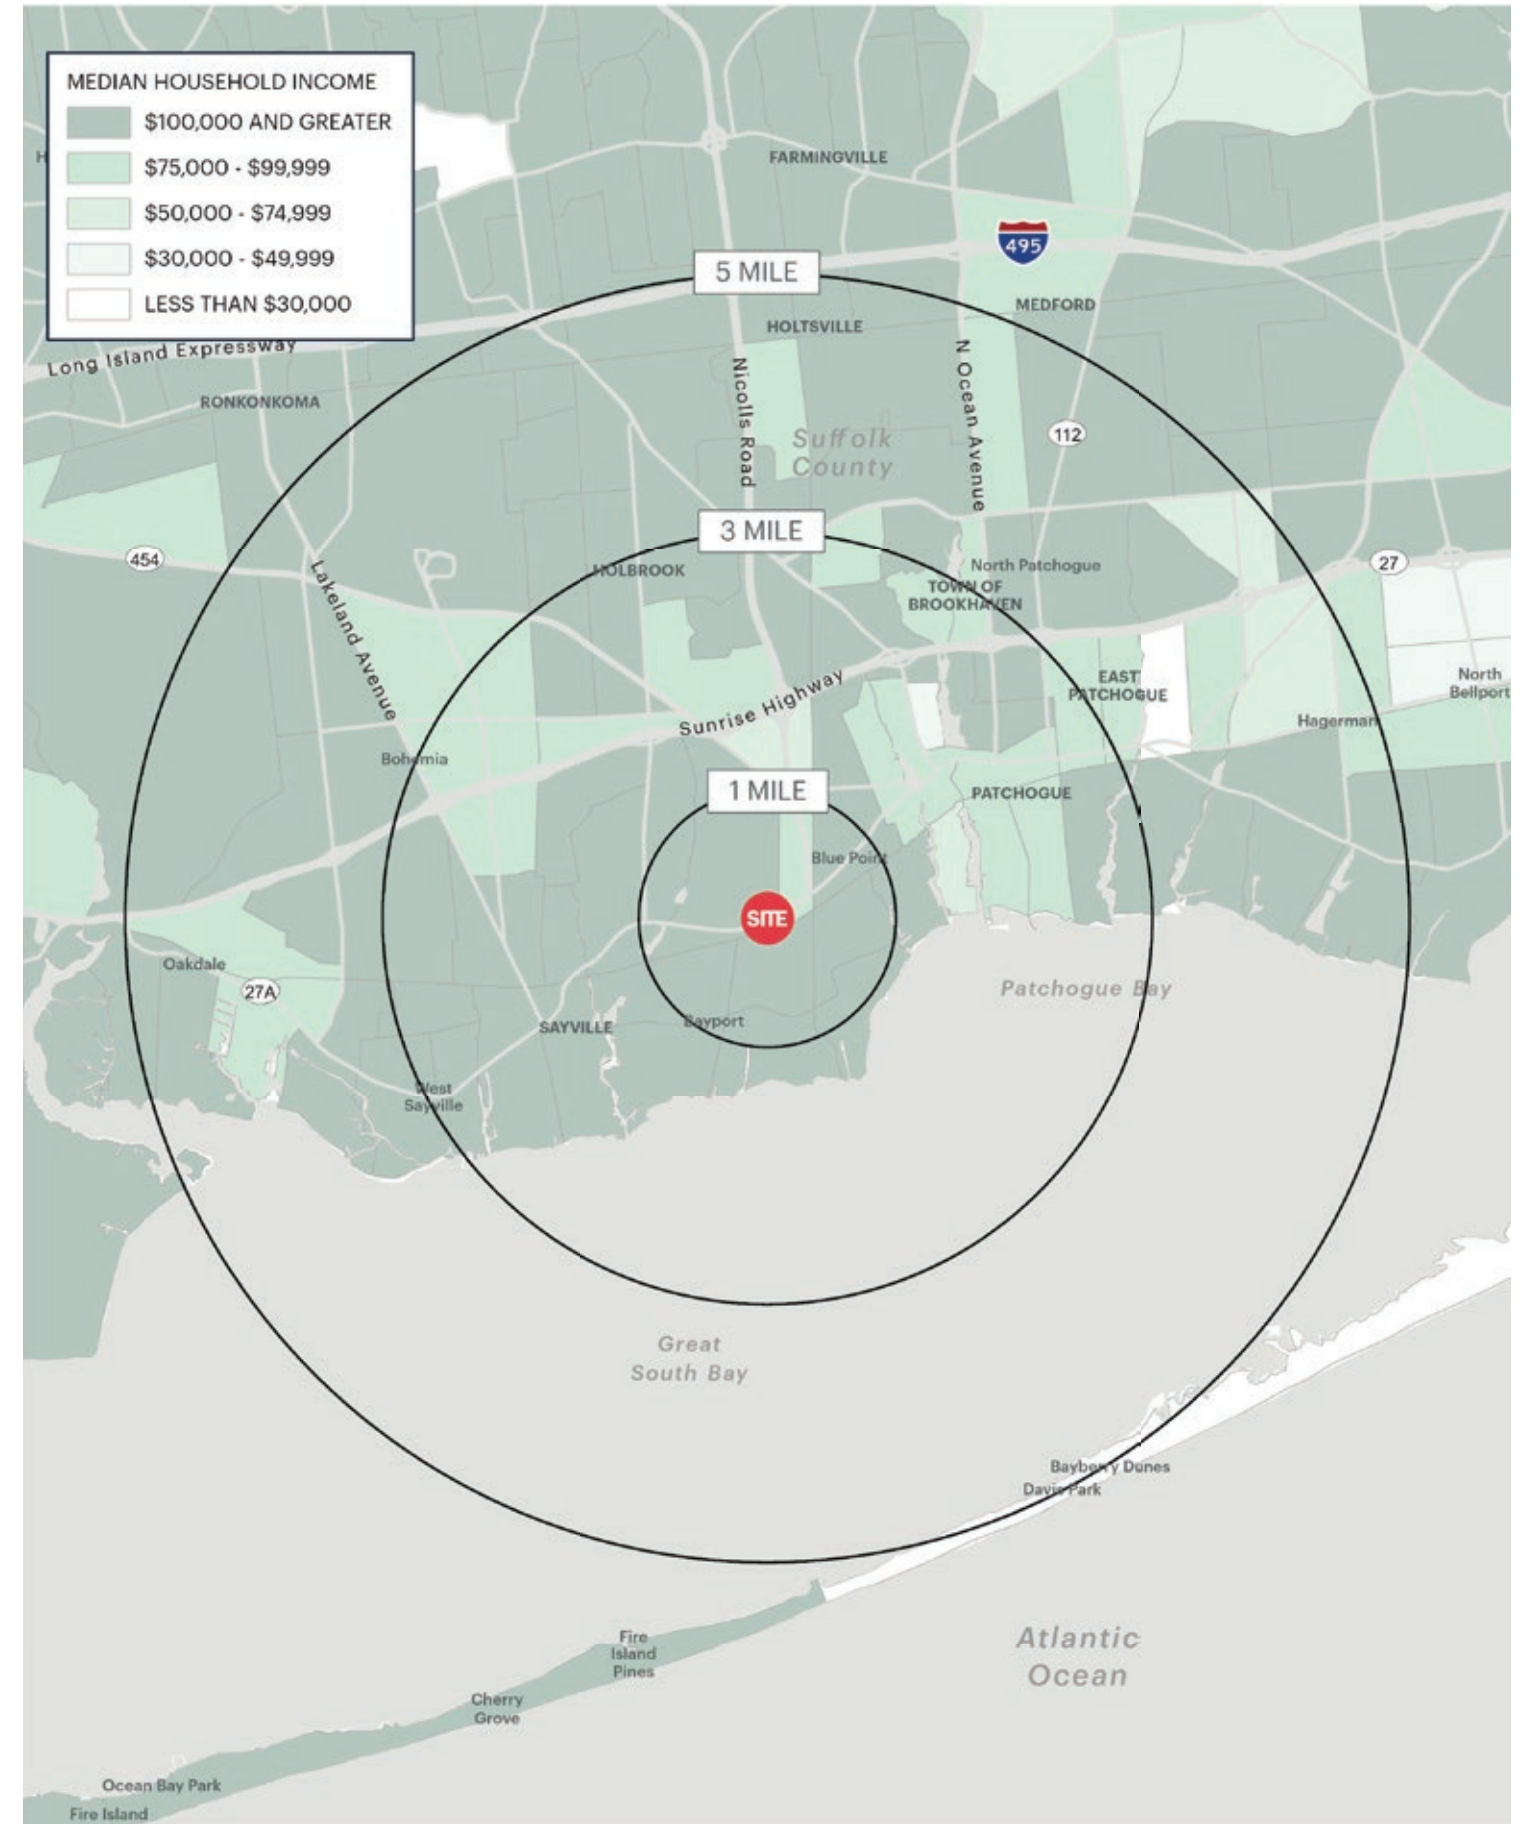 MEDIAN HOUSEHOLD INCOME
$100,000 AND GREATER
$75,000 - $99,999
$50,000 - $74,999
$30,000 - $49,999
LESS THAN $30,000
H
FARMINGVILLE
495
5 MILE
MEDFORD
HOLTSVILLE
Long Island Expressway
RONKONKOMA
Nicolls Road
N Ocean Avenue
112
Suffolk
County
3 MILE
454
27
HOLBROOK
North Patchogue
TOWN OF
BROOKHAVEN
Lakeland Avenue
EAST
PATCHOGUE
North
Bellport
Sunrise Highway
Hagerman
Bohemia
1 MILE
PATCHOGUE
Blue Point
SITE
Oakdale
27A
Patchogue Bay
SAYVILLE
Bayport
West
Sayville
Great
South Bay
Bayberry Dunes
Davis Park
Fire
Island
Pines
Atlantic
Ocean
Cherry
Grove
Ocean Bay Park
Fire Island